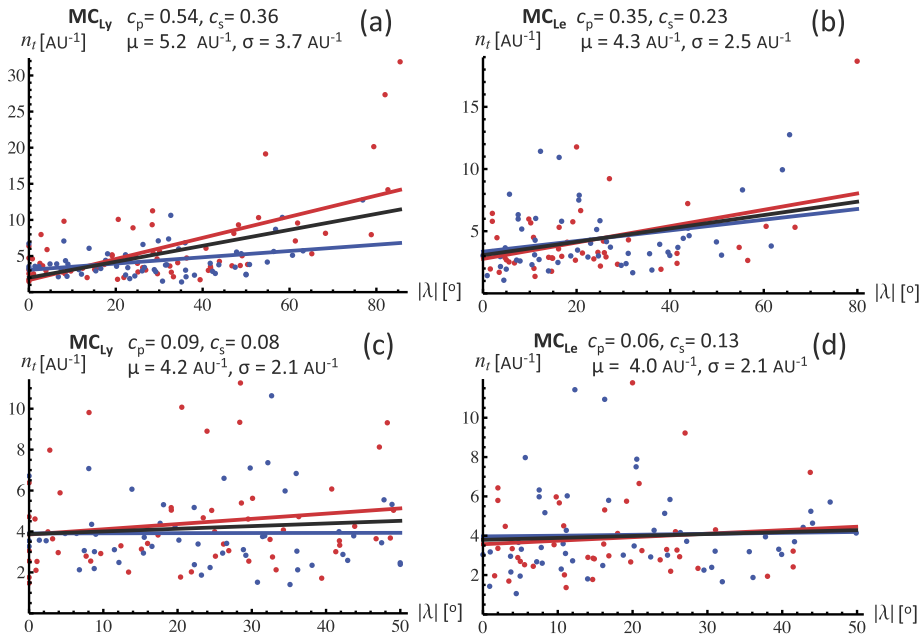 MC_Ly c_p = 0.54, c_s = 0.36 (a)
n_t [AU⁻¹] μ = 5.2 AU⁻¹, σ = 3.7 AU⁻¹
30
25
20
15
10
5
0 20 40 60 80 |λ| [°]
MC_Le c_p = 0.35, c_s = 0.23 (b)
n_t [AU⁻¹] μ = 4.3 AU⁻¹, σ = 2.5 AU⁻¹
15
10
5
0 20 40 60 80 |λ| [°]
MC_Ly c_p = 0.09, c_s = 0.08 (c)
n_t [AU⁻¹] μ = 4.2 AU⁻¹, σ = 2.1 AU⁻¹
10
8
6
4
2
0 10 20 30 40 50 |λ| [°]
MC_Le c_p = 0.06, c_s = 0.13 (d)
n_t [AU⁻¹] μ = 4.0 AU⁻¹, σ = 2.1 AU⁻¹
10
8
6
4
2
0 10 20 30 40 50 |λ| [°]